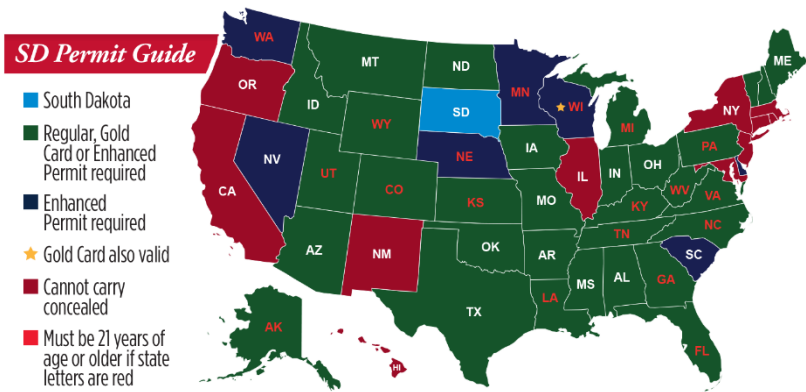 SD Permit Guide
South Dakota
Regular, Gold
Card or Enhanced
Permit required
Enhanced
Permit required
Gold Card also valid
Cannot carry
concealed
Must be 21 years of
age or older if state
letters are red
WA
MT
ND
MN
ME
OR
ID
WY
SD
WI
MI
NY
NV
UT
CO
NE
IA
IL
IN
OH
PA
CA
KS
MO
KY
WV
VA
AZ
NM
OK
AR
TN
NC
SC
TX
LA
MS
AL
GA
FL
AK
HI